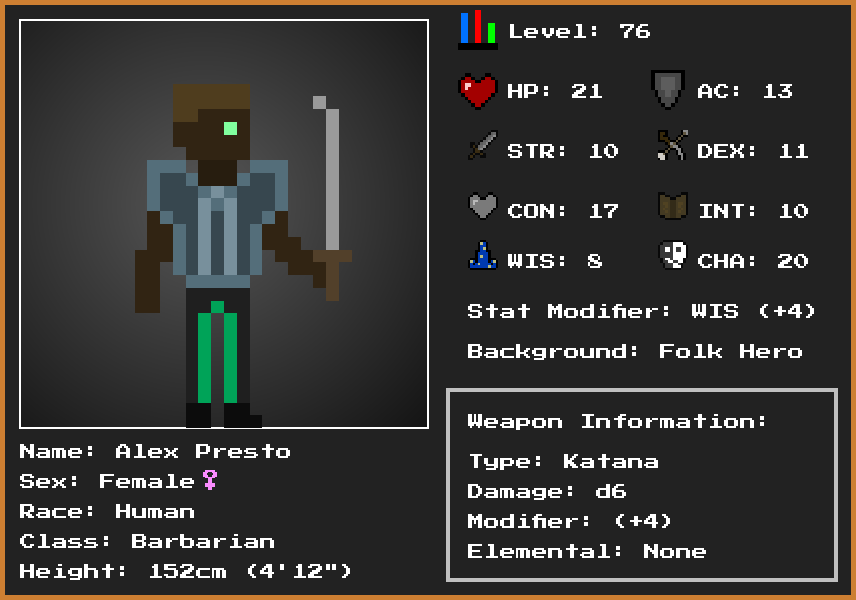 Level: 76
HP: 21
AC: 13
STR: 10
DEX: 11
CON: 17
INT: 10
WIS: 8
CHA: 20
Stat Modifier: WIS (+4)
Background: Folk Hero
Weapon Information:
Type: Katana
Damage: d6
Modifier: (+4)
Elemental: None
Name: Alex Presto
Sex: Female♀
Race: Human
Class: Barbarian
Height: 152cm (4'12")